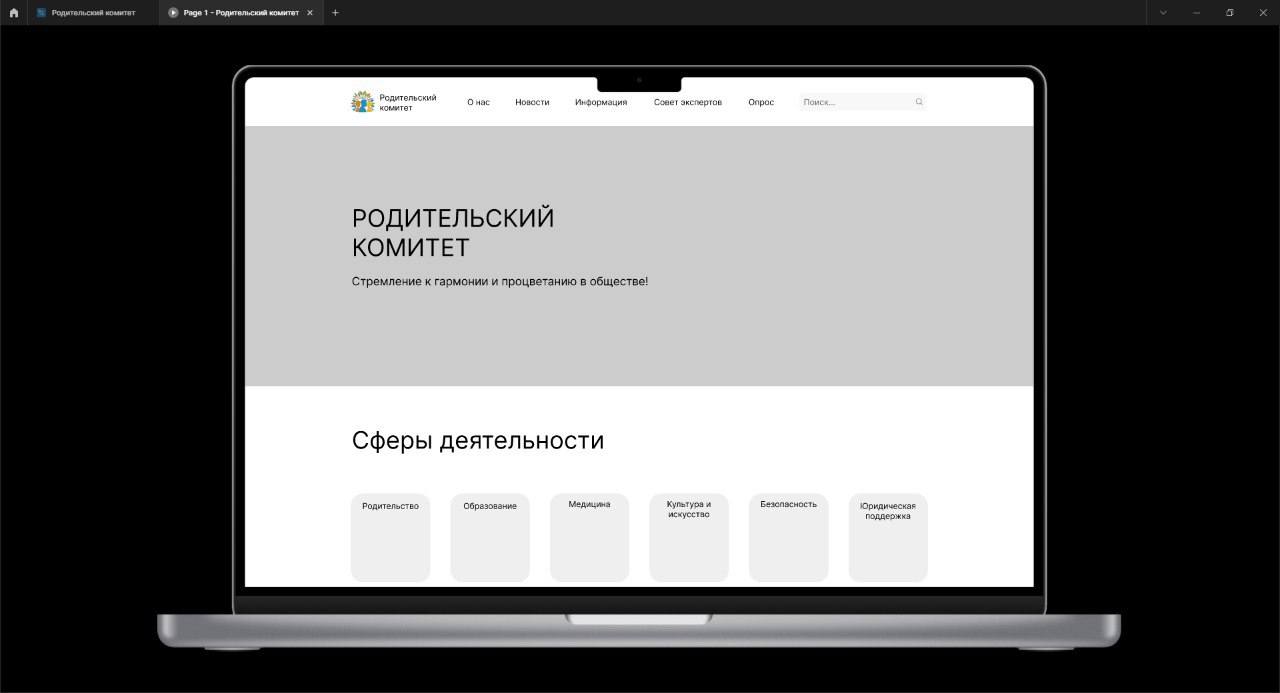 Родительский комитет
Page 1 - Родительский комитет
Родительский
комитет
О нас
Новости
Информация
Совет экспертов
Опрос
Поиск...
РОДИТЕЛЬСКИЙ
КОМИТЕТ
Стремление к гармонии и процветанию в обществе!
Сферы деятельности
Родительство
Образование
Медицина
Культура и
искусство
Безопасность
Юридическая
поддержка